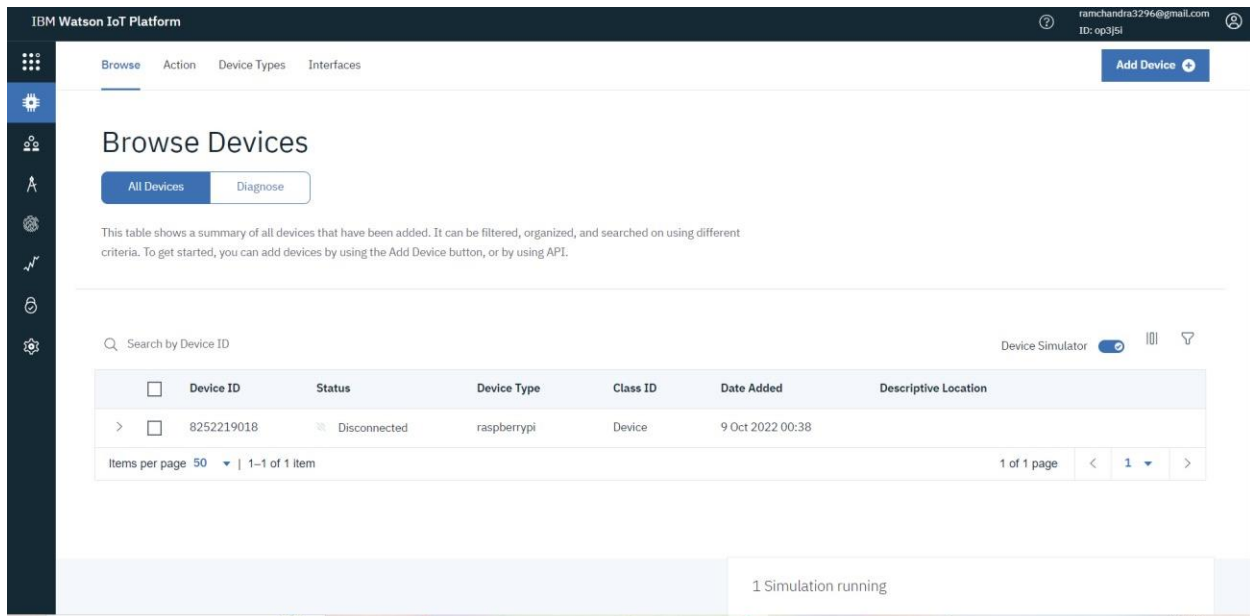 IBM Watson IoT Platform
ramchandra3296@gmail.com
ID: op3j5i
Browse Action Device Types Interfaces
Add Device
Browse Devices
All Devices Diagnose
This table shows a summary of all devices that have been added. It can be filtered, organized, and searched on using different
criteria. To get started, you can add devices by using the Add Device button, or by using API.
Search by Device ID
Device Simulator
Device ID Status Device Type Class ID Date Added Descriptive Location
8252219018 Disconnected raspberrypi Device 9 Oct 2022 00:38
Items per page 50 | 1–1 of 1 item
1 of 1 page < 1 >
1 Simulation running